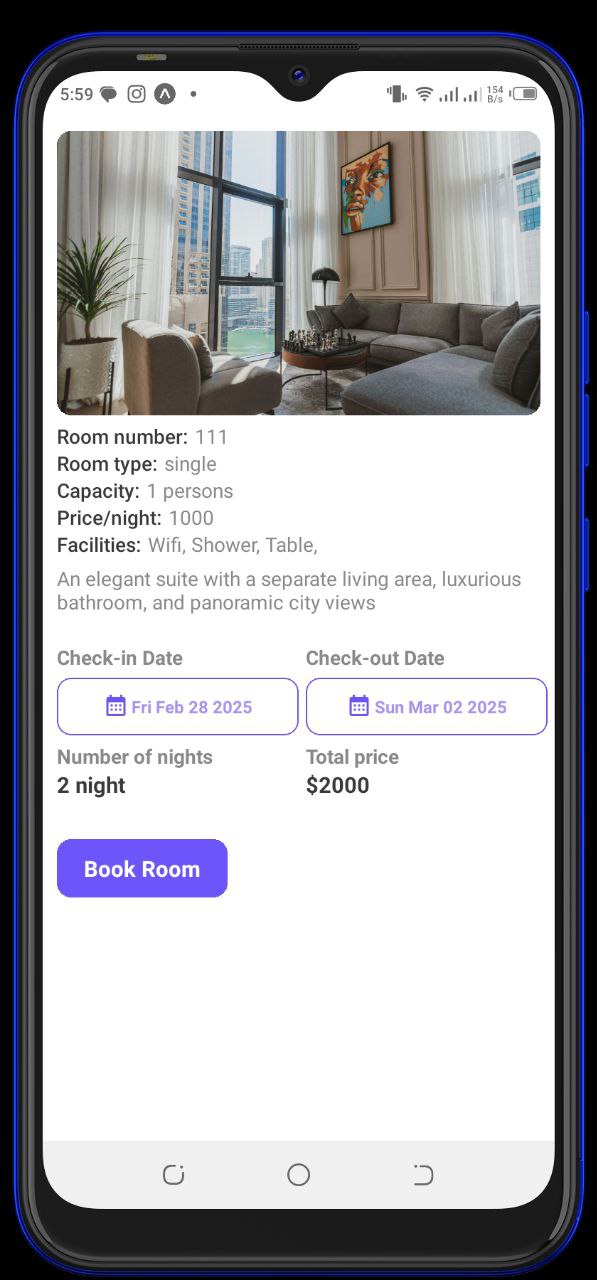 5:59
154
B/s
Room number: 111
Room type: single
Capacity: 1 persons
Price/night: 1000
Facilities: Wifi, Shower, Table,
An elegant suite with a separate living area, luxurious
bathroom, and panoramic city views
Check-in Date Check-out Date
Fri Feb 28 2025 Sun Mar 02 2025
Number of nights Total price
2 night $2000
Book Room